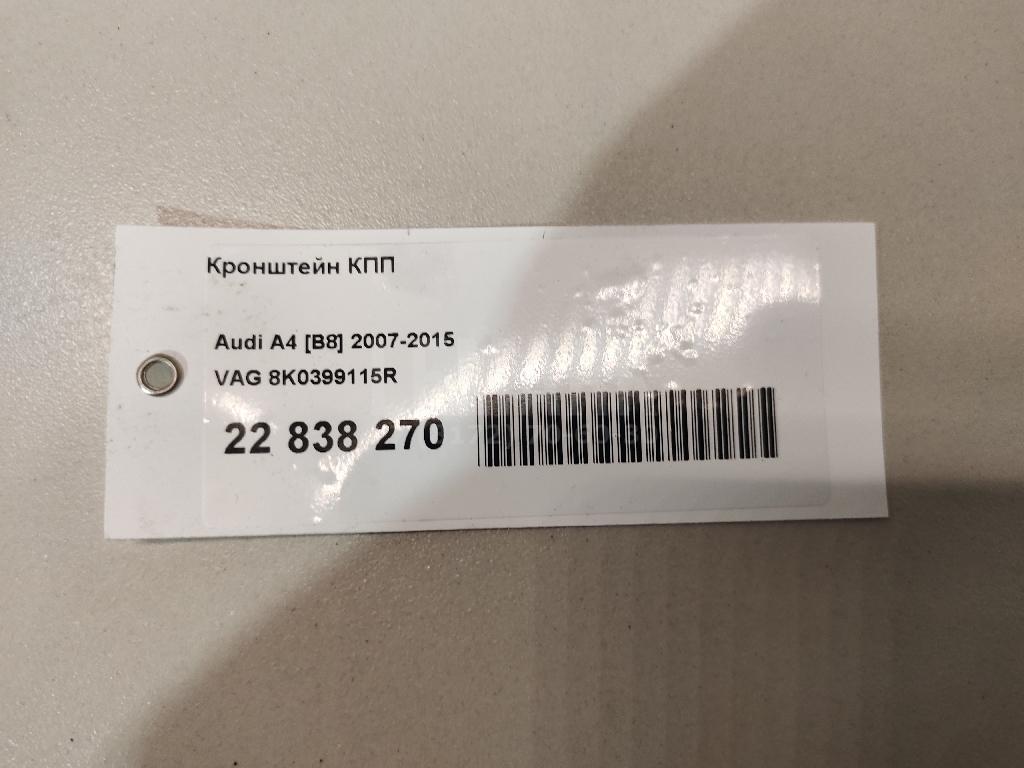 Кронштейн КПП
Audi A4 [B8] 2007-2015
VAG 8K0399115R
22 838 270